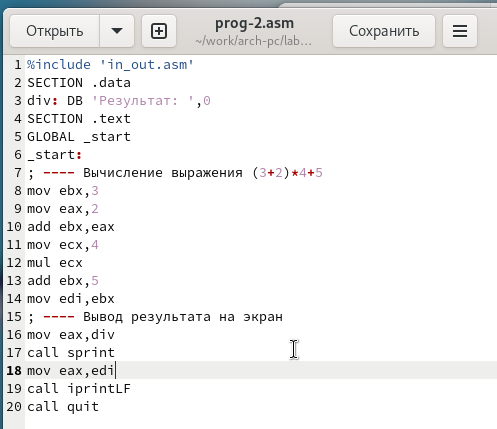 Открыть
prog-2.asm
~/work/arch-pc/lab...
Сохранить
1 %include 'in_out.asm'
2 SECTION .data
3 div: DB 'Результат: ',0
4 SECTION .text
5 GLOBAL _start
6 _start:
7 ; ---- Вычисление выражения (3+2)*4+5
8 mov ebx,3
9 mov eax,2
10 add ebx,eax
11 mov ecx,4
12 mul ecx
13 add ebx,5
14 mov edi,ebx
15 ; ---- Вывод результата на экран
16 mov eax,div
17 call sprint
18 mov eax,edi
19 call iprintLF
20 call quit